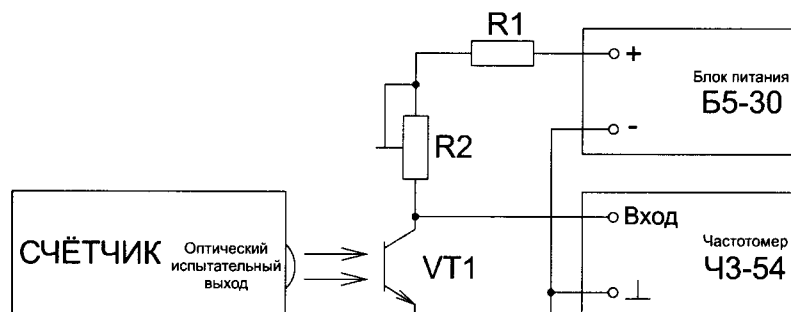 R1
+
Блок питания
Б5-30
-
R2
Вход
СЧЁТЧИК
Оптический
испытательный
выход
VT1
Частотомер
Ч3-54